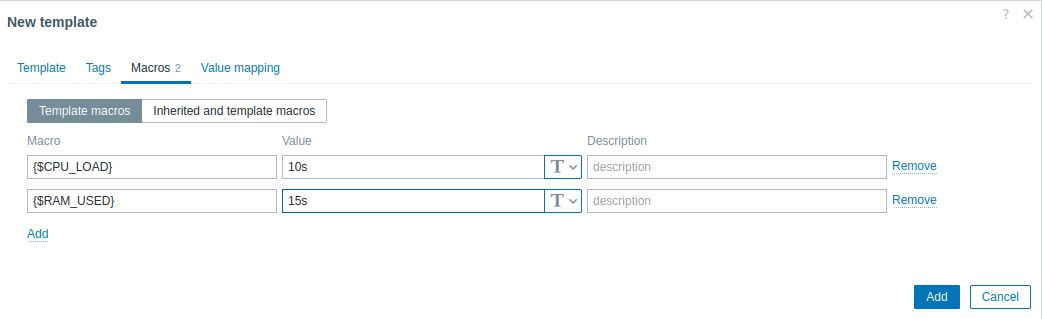 New template
?
Template Tags Macros 2 Value mapping
Template macros Inherited and template macros
Macro Value Description
{$CPU_LOAD} 10s T description Remove
{$RAM_USED} 15s T description Remove
Add
Add Cancel